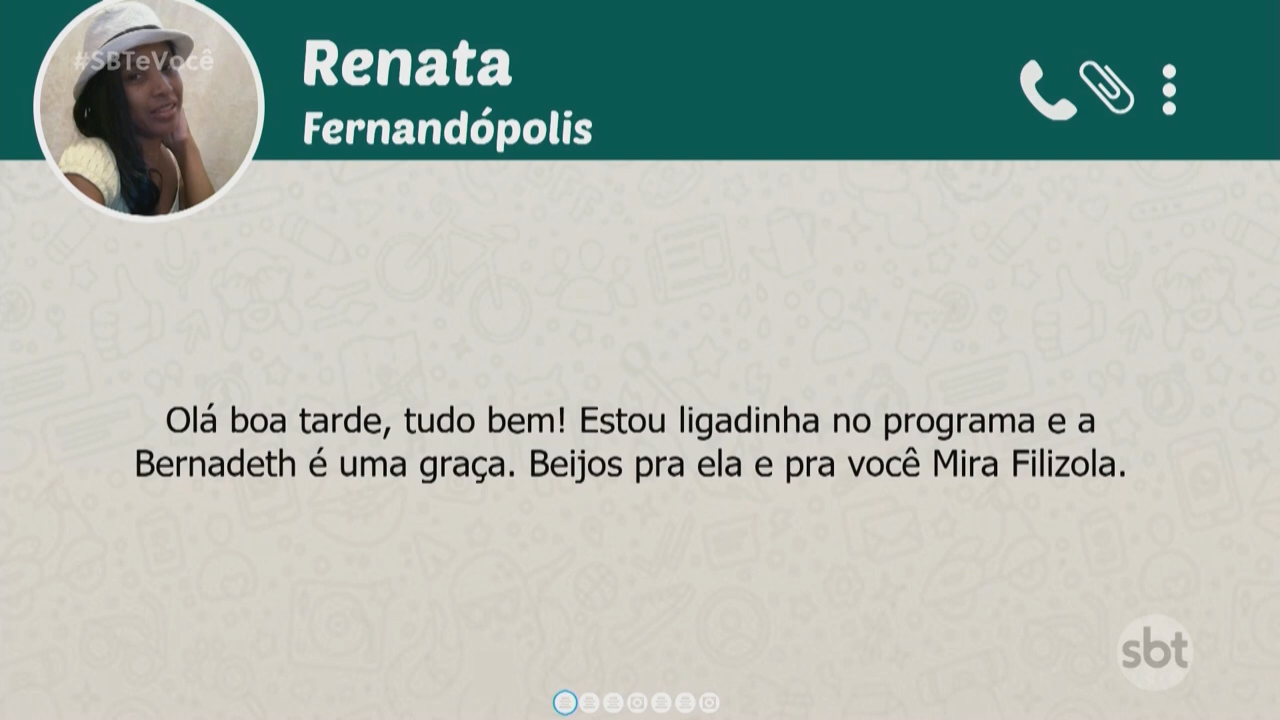 #SBTeVocê
Renata
Fernandópolis
Olá boa tarde, tudo bem! Estou ligadinha no programa e a
Bernadeth é uma graça. Beijos pra ela e pra você Mira Filizola.
sbt